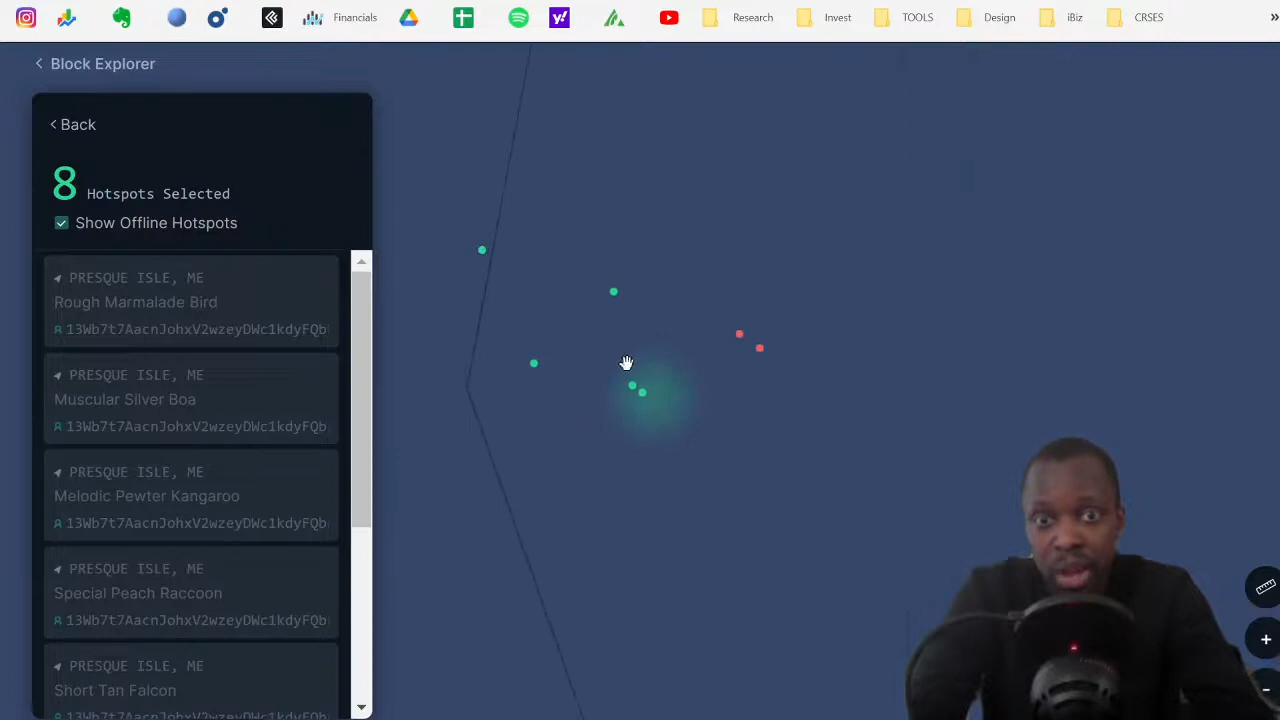 Financials
Research
Invest
TOOLS
Design
iBiz
CRSES
»
Block Explorer
Back
8 Hotspots Selected
Show Offline Hotspots
PRESQUE ISLE, ME
Rough Marmalade Bird
13Wb7t7AacnJohxV2wzeyDWc1kdyFQb
PRESQUE ISLE, ME
Muscular Silver Boa
13Wb7t7AacnJohxV2wzeyDWc1kdyFQb
PRESQUE ISLE, ME
Melodic Pewter Kangaroo
13Wb7t7AacnJohxV2wzeyDWc1kdyFQb
PRESQUE ISLE, ME
Special Peach Raccoon
13Wb7t7AacnJohxV2wzeyDWc1kdyFQb
PRESQUE ISLE, ME
Short Tan Falcon